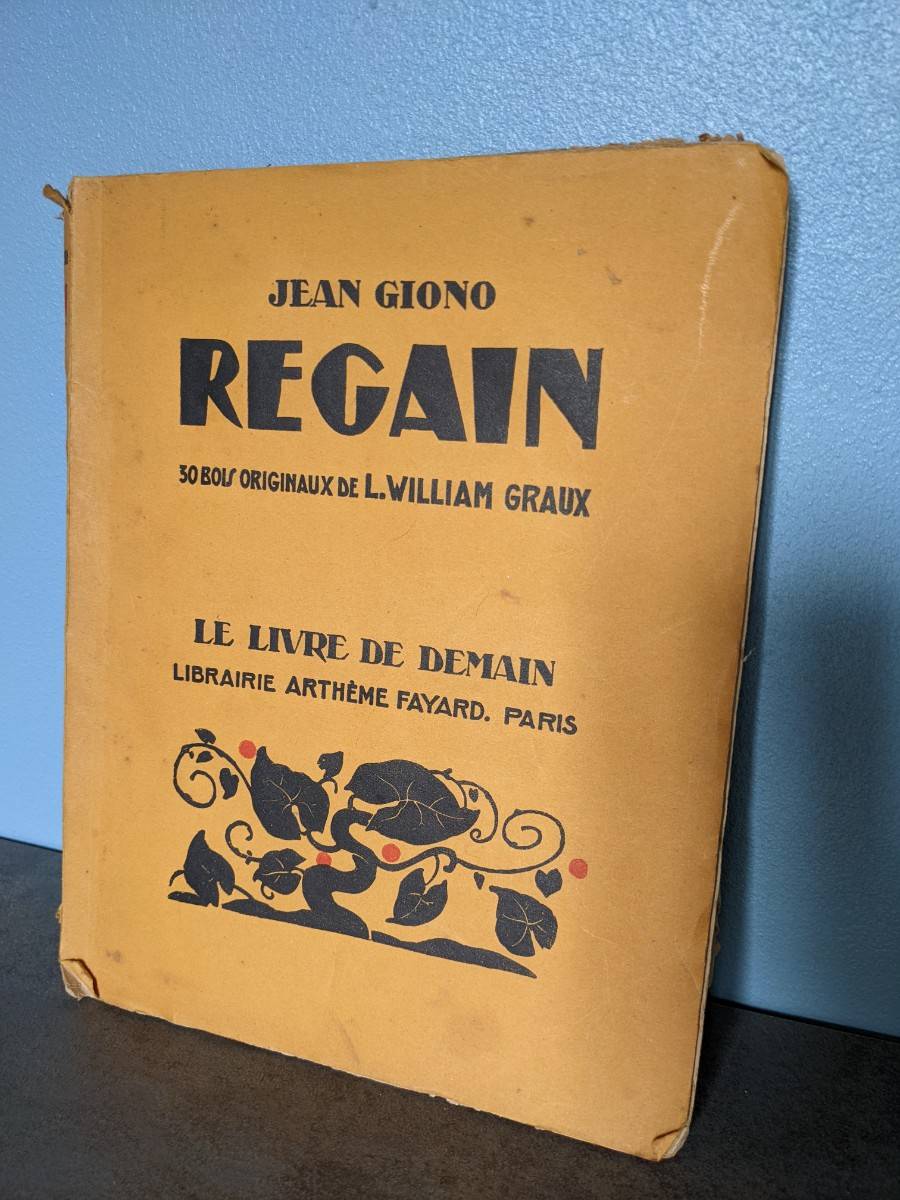 JEAN GIONO
REGAIN
30 BOIS ORIGINAUX DE L. WILLIAM GRAUX
LE LIVRE DE DEMAIN
LIBRAIRIE ARTHÈME FAYARD. PARIS